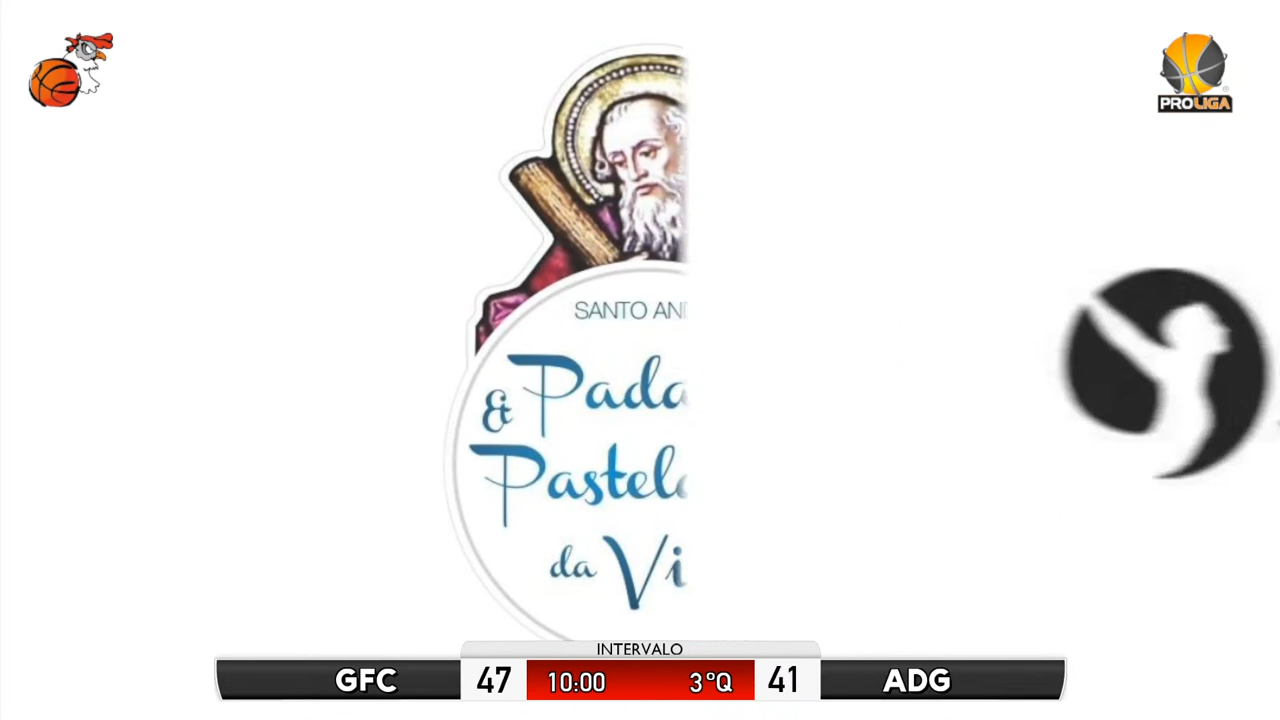 PROLIGA
SANTO AN
& Pada
Pastel
da Vi
INTERVALO
GFC 47 10:00 3ºQ 41 ADG